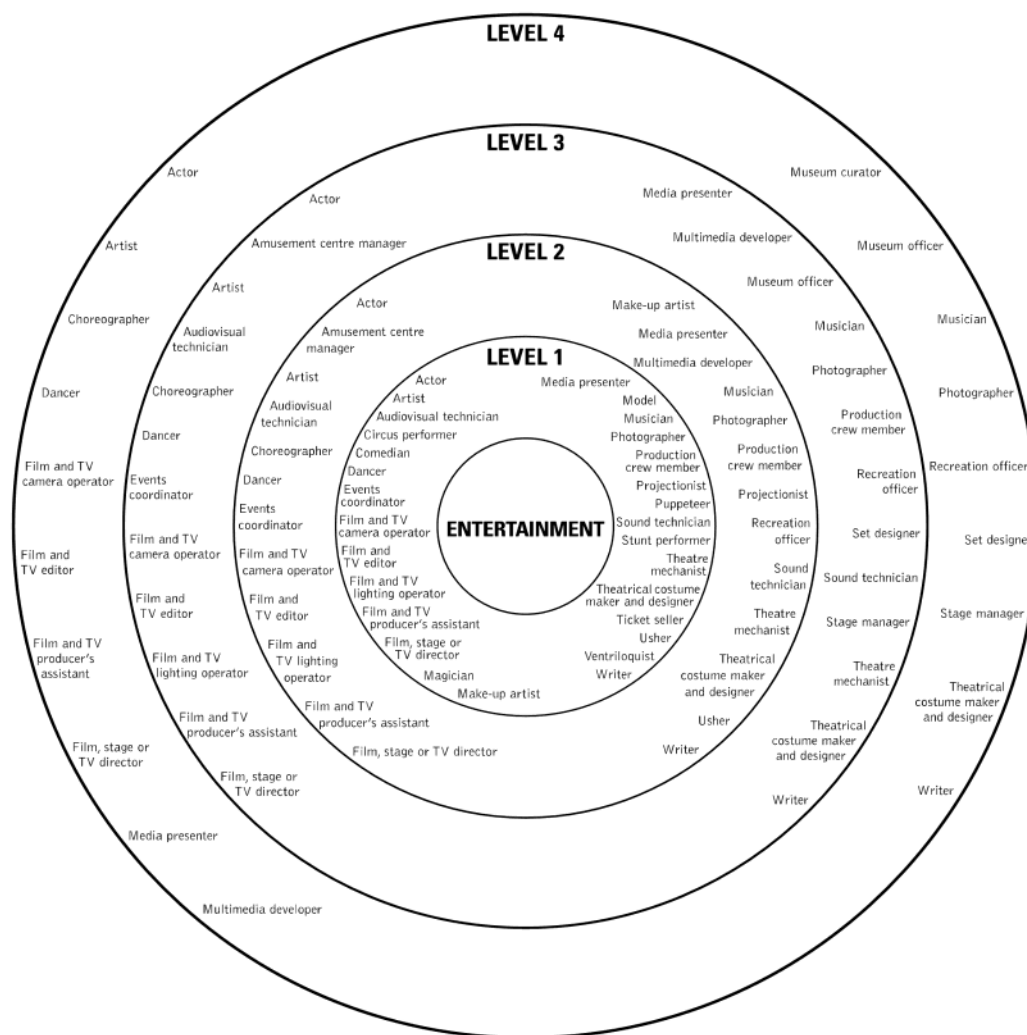 LEVEL 4
Actor
Artist
Choreographer
Dancer
Film and TV
camera operator
Film and
TV editor
Film and TV
producer's
assistant
Film, stage or
TV director
Media presenter
Multimedia developer
Museum curator
Museum officer
Musician
Photographer
Recreation officer
Set designe
Stage manager
Theatrical
costume maker
and designer
Writer
LEVEL 3
Actor
Amusement centre manager
Artist
Audiovisual
technician
Choreographer
Dancer
Events
coordinator
Film and TV
camera operator
Film and
TV editor
Film and TV
lighting operator
Film and TV
producer's assistant
Film, stage or
TV director
Media presenter
Multimedia developer
Museum officer
Musician
Photographer
Production
crew member
Recreation
officer
Set designer
Sound technician
Stage manager
Theatre
mechanist
Theatrical
costume maker
and designer
Writer
LEVEL 2
Actor
Amusement centre
manager
Artist
Audiovisual
technician
Choreographer
Dancer
Events
coordinator
Film and TV
camera operator
Film and
TV editor
Film and
TV lighting
operator
Film and TV
producer's assistant
Film, stage or TV director
Make-up artist
Media presenter
Multimedia developer
Musician
Photographer
Production
crew member
Projectionist
Recreation
officer
Sound
technician
Theatre
mechanist
Theatrical
costume maker
and designer
Usher
Writer
LEVEL 1
Actor
Artist
Audiovisual technician
Circus performer
Comedian
Dancer
Events
coordinator
Film and TV
camera operator
Film and
TV editor
Film and TV
lighting operator
Film and TV
producer's assistant
Film, stage or
TV director
Magician
Make-up artist
Media presenter
Model
Musician
Photographer
Production
crew member
Projectionist
Puppeteer
Sound technician
Stunt performer
Theatre
mechanist
Theatrical costume
maker and designer
Ticket seller
Usher
Ventriloquist
Writer
ENTERTAINMENT